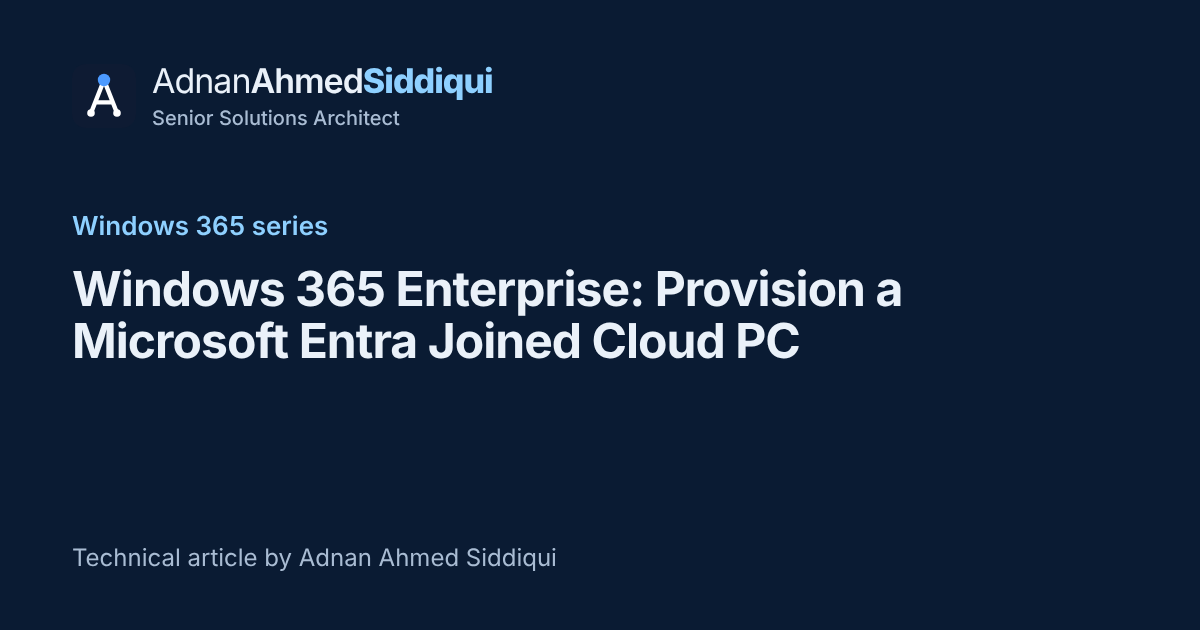 AdnanAhmedSiddiqui
Senior Solutions Architect
Windows 365 series
Windows 365 Enterprise: Provision a
Microsoft Entra Joined Cloud PC
Technical article by Adnan Ahmed Siddiqui